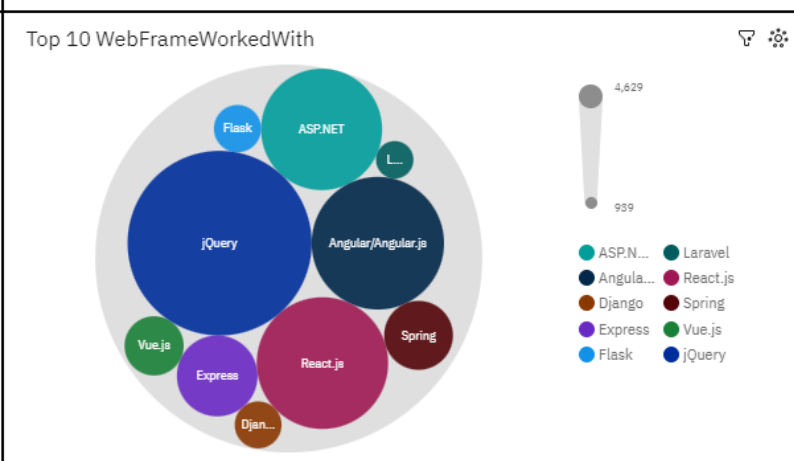 Top 10 WebFrameWorkedWith
Flask
ASP.NET
L...
jQuery
Angular/Angular.js
Vue.js
Express
React.js
Spring
Djan...
4,629
939
ASP.N... Laravel
Angula... React.js
Django Spring
Express Vue.js
Flask jQuery